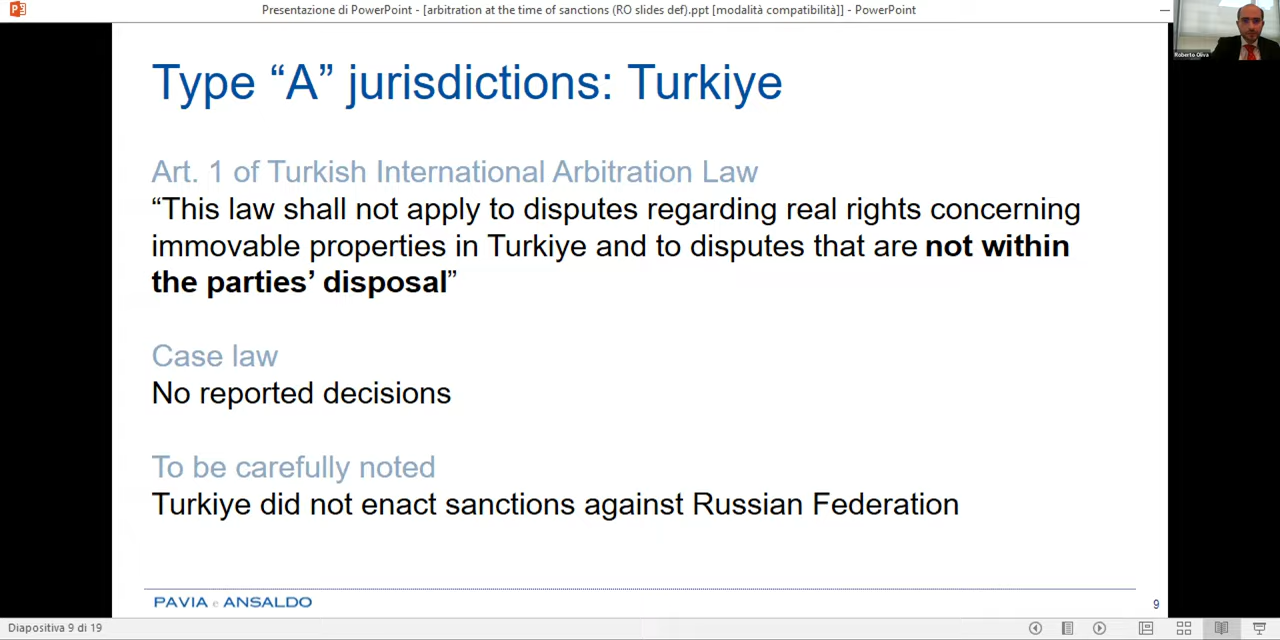 Presentazione di PowerPoint - [arbitration at the time of sanctions (RO slides def).ppt [modalità compatibilità]] - PowerPoint
Roberto Oliva
Type “A” jurisdictions: Turkiye
Art. 1 of Turkish International Arbitration Law
“This law shall not apply to disputes regarding real rights concerning
immovable properties in Turkiye and to disputes that are not within
the parties’ disposal”
Case law
No reported decisions
To be carefully noted
Turkiye did not enact sanctions against Russian Federation
PAVIA e ANSALDO
9
Diapositiva 9 di 19